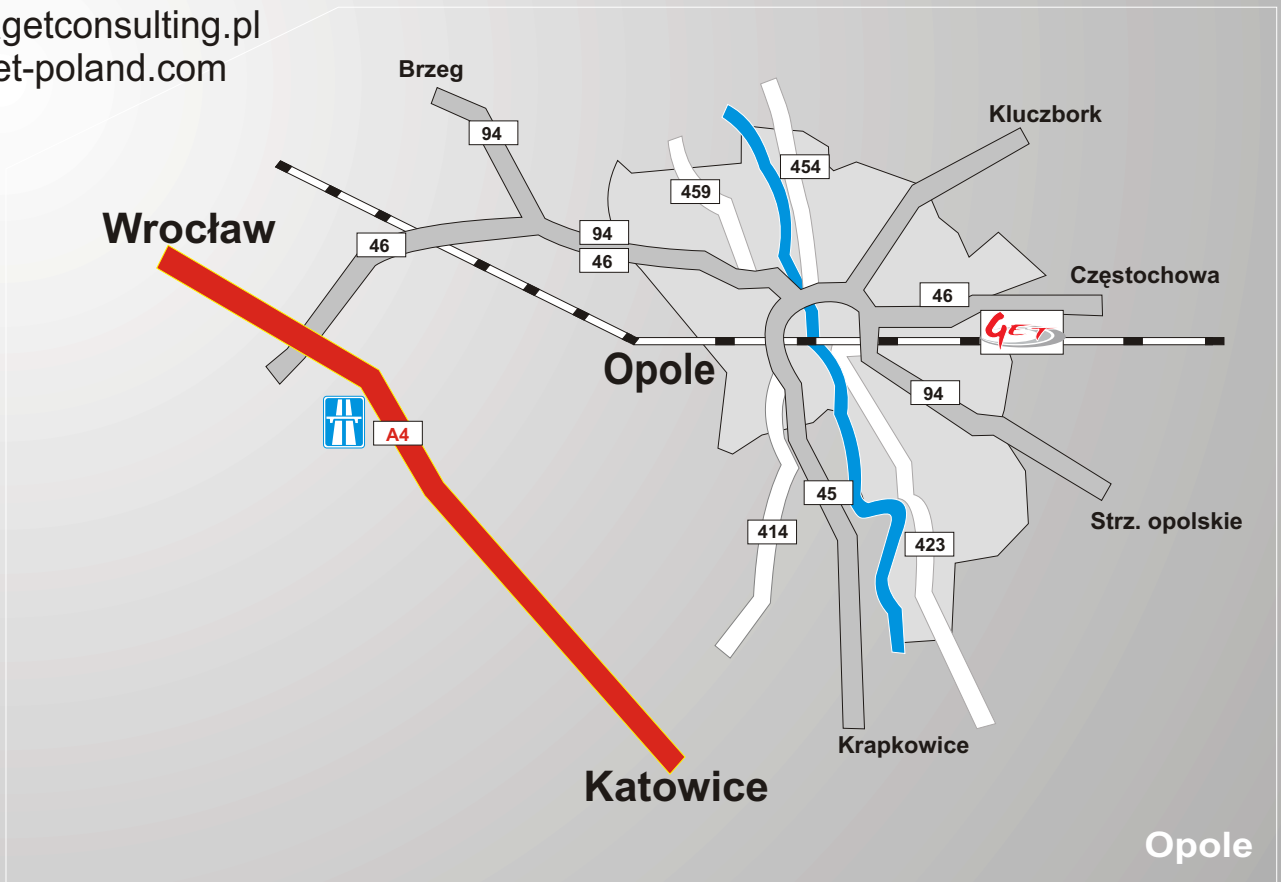 getconsulting.pl
et-poland.com
Brzeg
94
Kluczbork
454
459
Wrocław
46
94
46
Częstochowa
46
GET
Opole
94
A4
45
Strz. opolskie
414
423
Krapkowice
Katowice
Opole